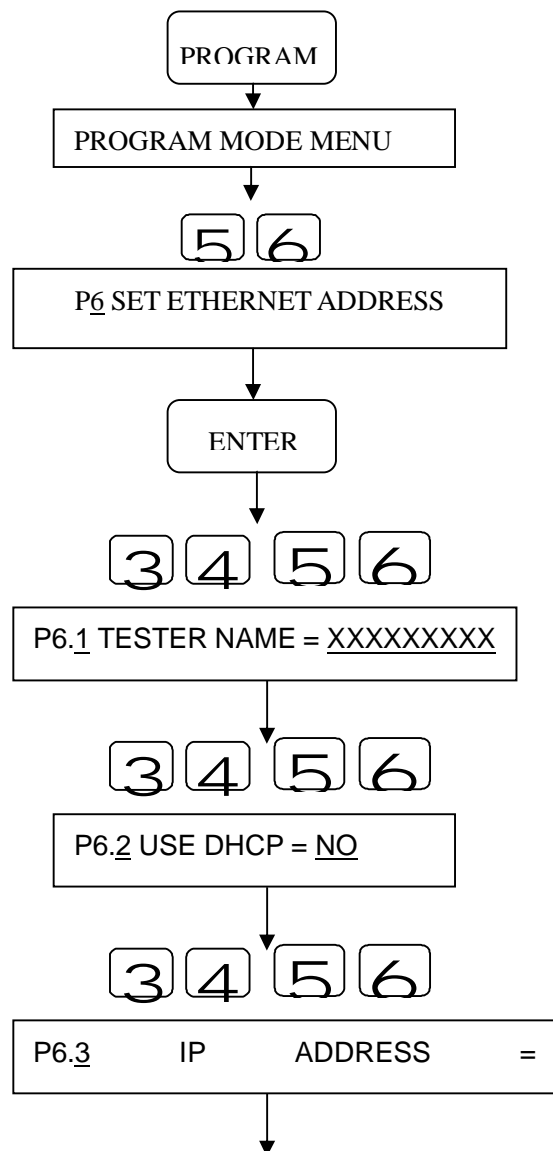 PROGRAM
PROGRAM MODE MENU
5 6
P6 SET ETHERNET ADDRESS
ENTER
3 4 5 6
P6.1 TESTER NAME = XXXXXXXXX
3 4 5 6
P6.2 USE DHCP = NO
3 4 5 6
P6.3 IP ADDRESS =